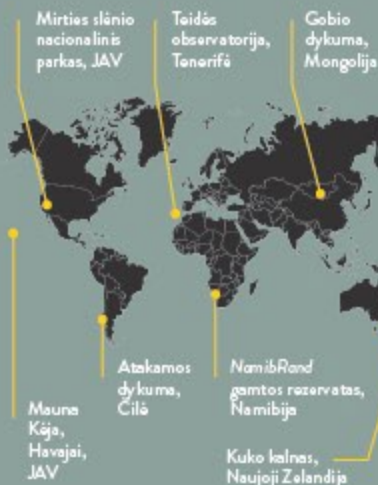 Mirties slėnio
nacionalinis
parkas, JAV
Teidės
observatorija,
Tenerifė
Gobio
dykuma,
Mongolija
Mauna
Kėja,
Havajai,
JAV
Atakamos
dykuma,
Čilė
NamibRand
gamtos rezervatas,
Namibija
Kuko kalnas,
Naujoji Zelandija